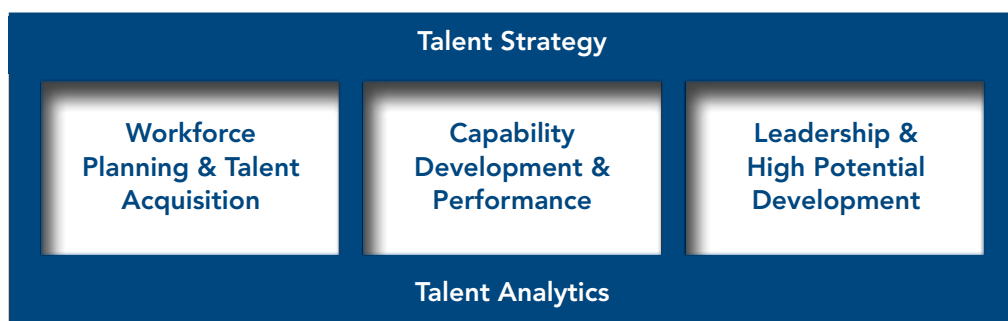 Talent Strategy
Workforce
Planning & Talent
Acquisition
Capability
Development &
Performance
Leadership &
High Potential
Development
Talent Analytics